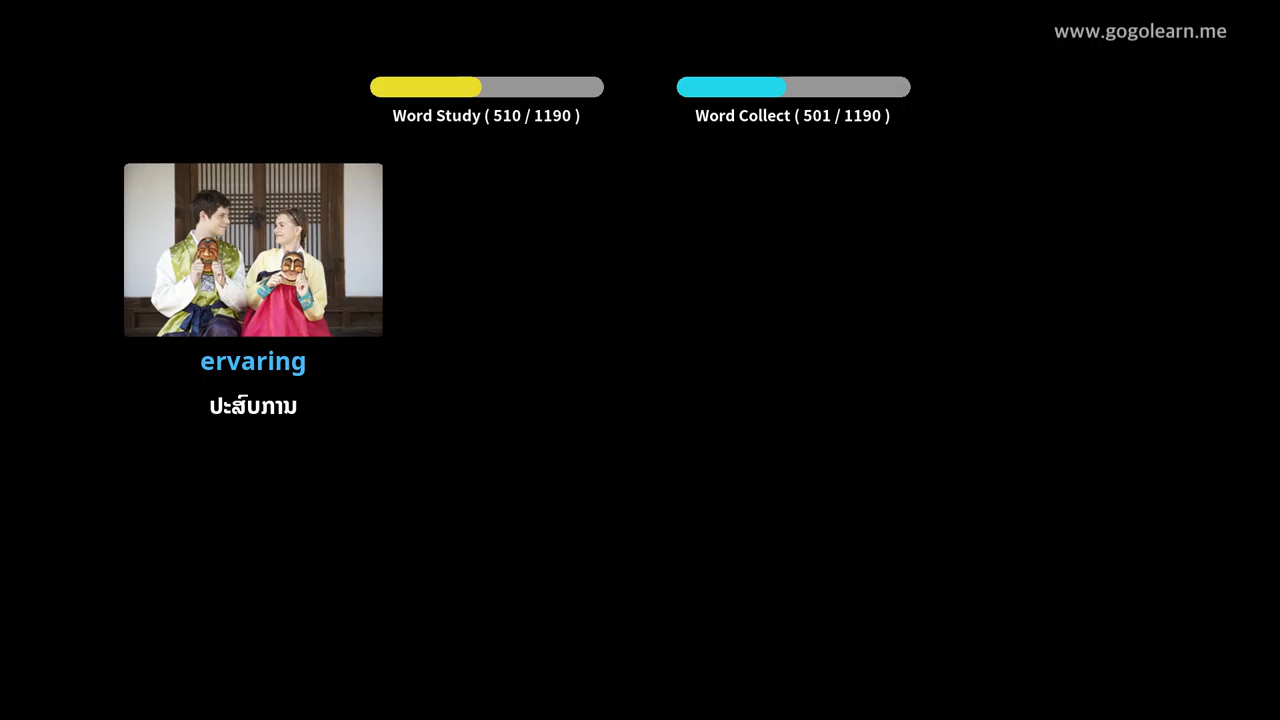 www.gogolearn.me
Word Study ( 510 / 1190 )
Word Collect ( 501 / 1190 )
ervaring
ປະສົບການ